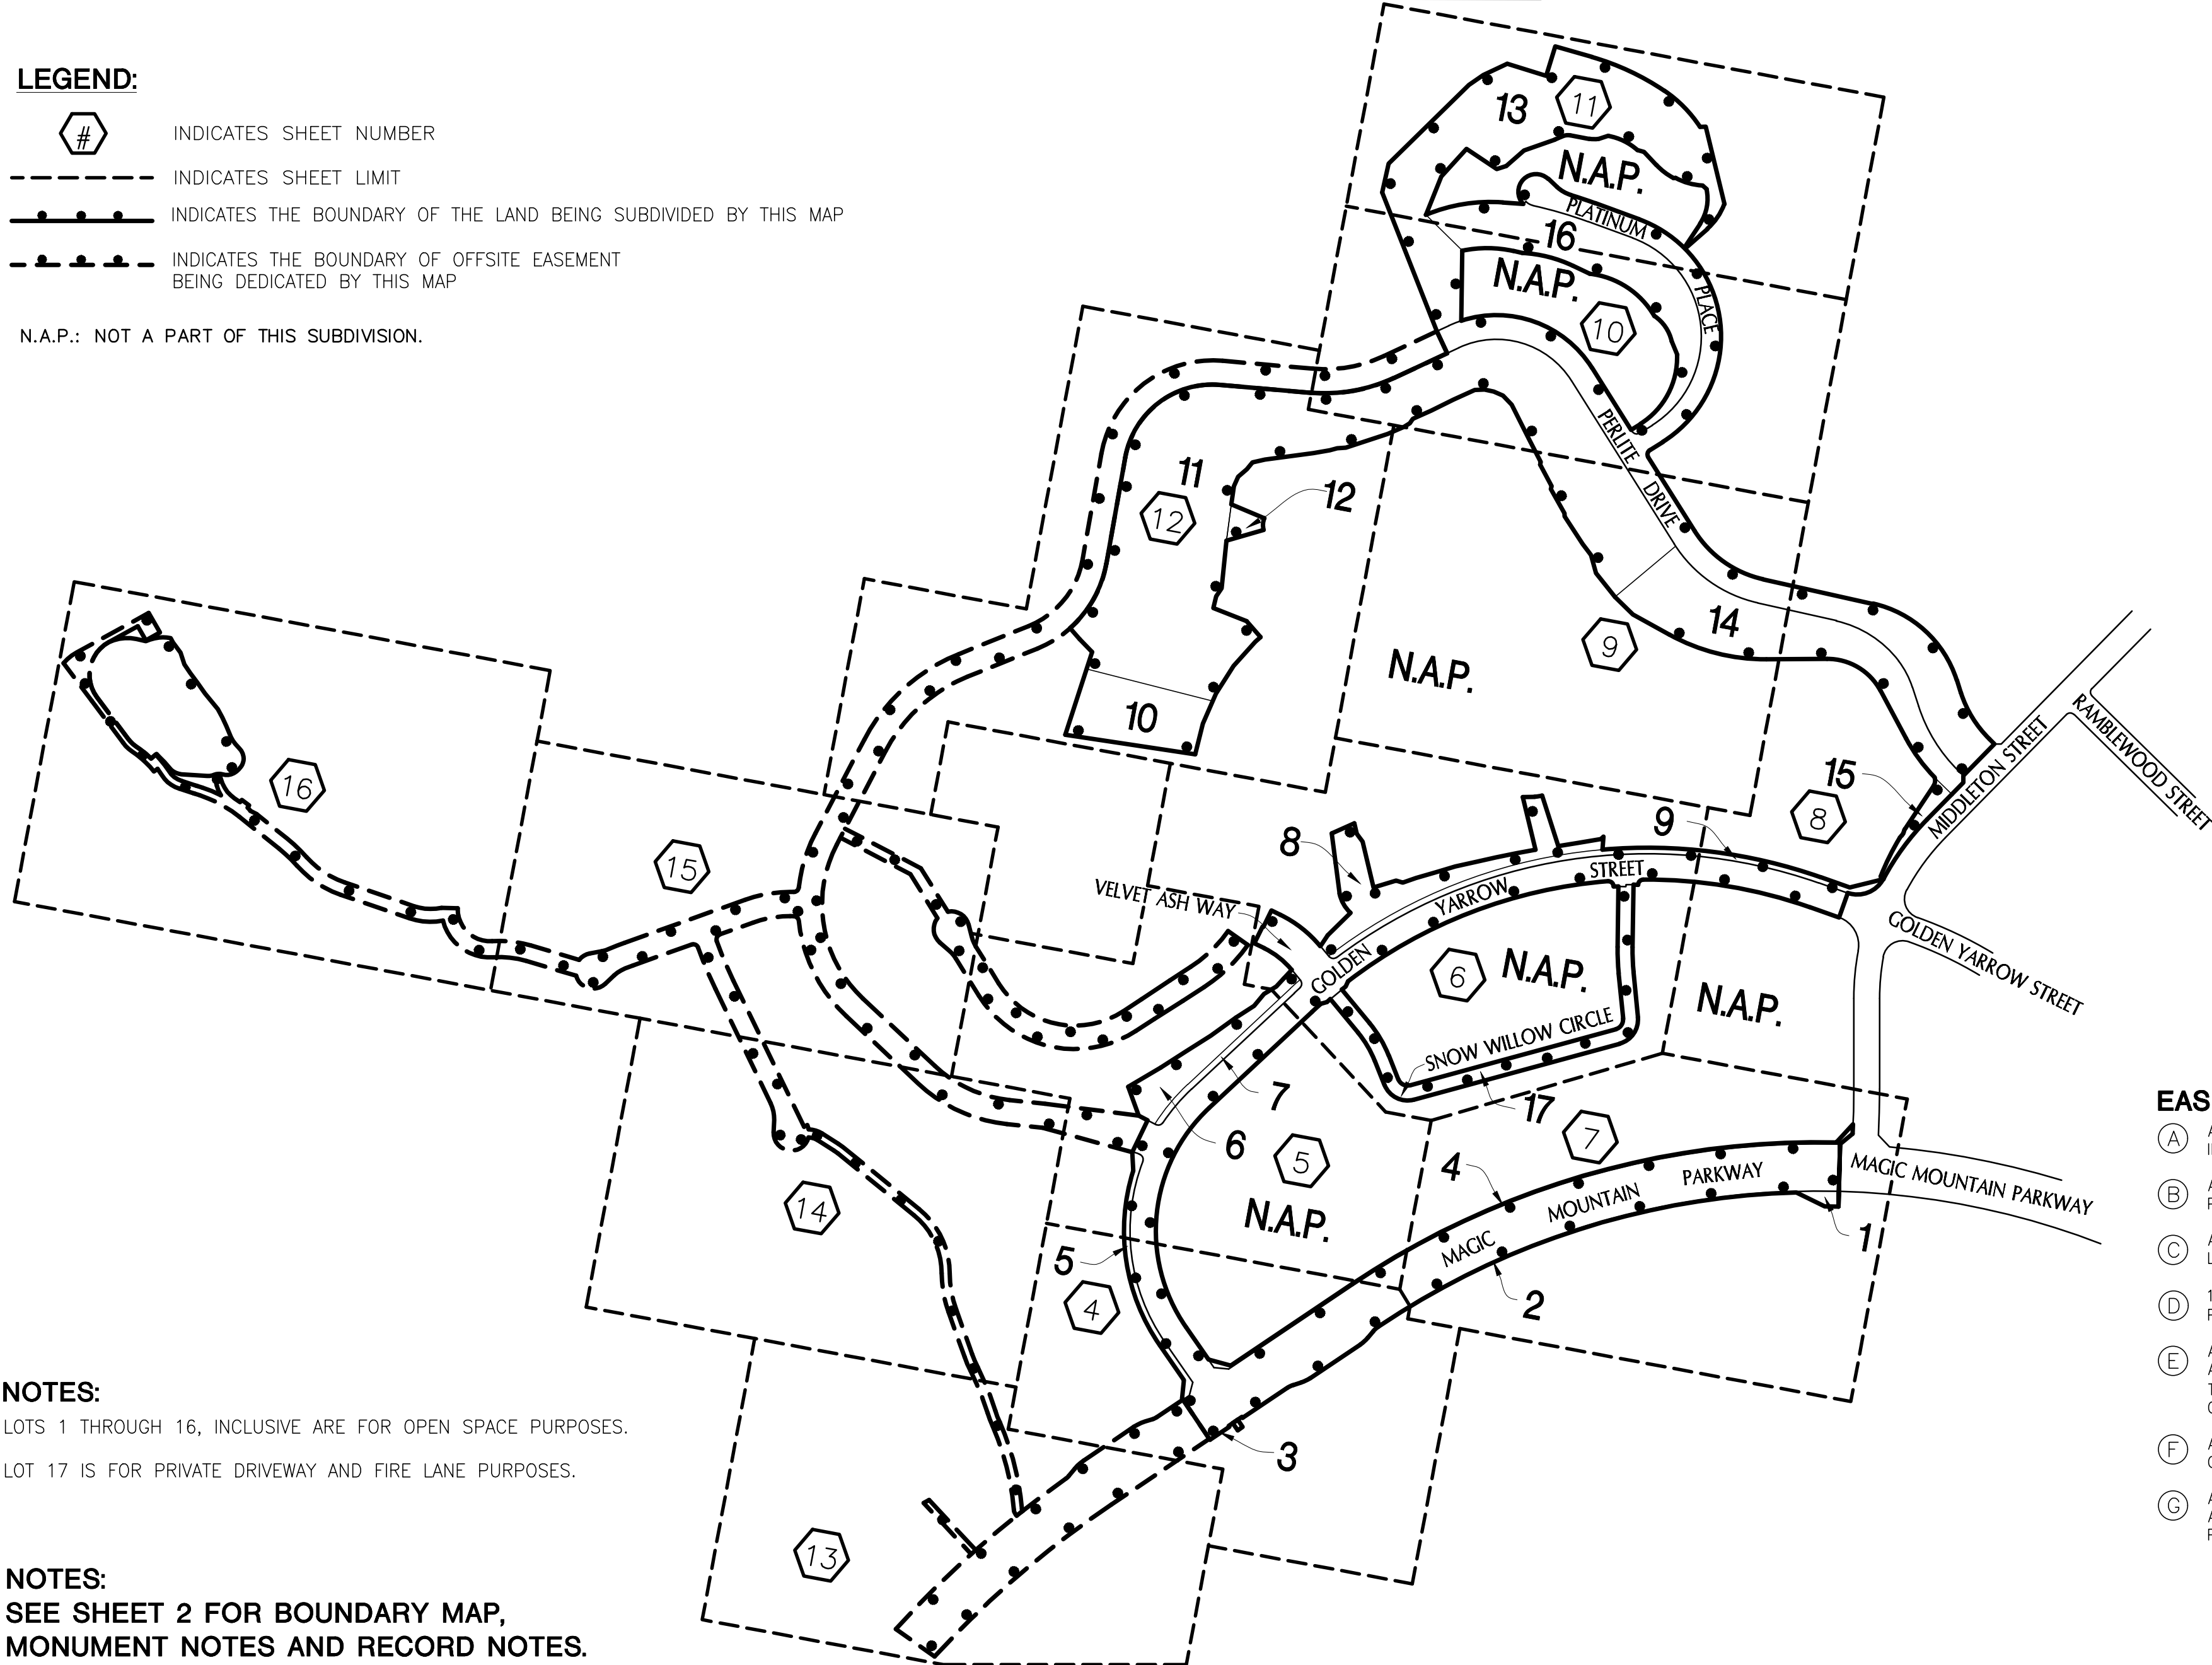 LEGEND:
#
INDICATES SHEET NUMBER
INDICATES SHEET LIMIT
INDICATES THE BOUNDARY OF THE LAND BEING SUBDIVIDED BY THIS MAP
INDICATES THE BOUNDARY OF OFFSITE EASEMENT
BEING DEDICATED BY THIS MAP
N.A.P.: NOT A PART OF THIS SUBDIVISION.
13
11
N.A.P.
PLATINUM
16
N.A.P.
PLACE
10
PERLITE
DRIVE
11
12
12
10
N.A.P.
9
14
15
8
MIDDLETON STREET
RAMBLEWOOD STREET
16
15
8
9
VELVET ASH WAY
GOLDEN
YARROW
STREET
GOLDEN YARROW STREET
6
N.A.P.
N.A.P.
SNOW WILLOW CIRCLE
17
7
7
6
5
N.A.P.
4
MAGIC
MOUNTAIN
PARKWAY
MAGIC MOUNTAIN PARKWAY
1
2
14
5
4
3
13
NOTES:
LOTS 1 THROUGH 16, INCLUSIVE ARE FOR OPEN SPACE PURPOSES.
LOT 17 IS FOR PRIVATE DRIVEWAY AND FIRE LANE PURPOSES.
NOTES:
SEE SHEET 2 FOR BOUNDARY MAP,
MONUMENT NOTES AND RECORD NOTES.
EAS
A
B
C
D
E
F
G